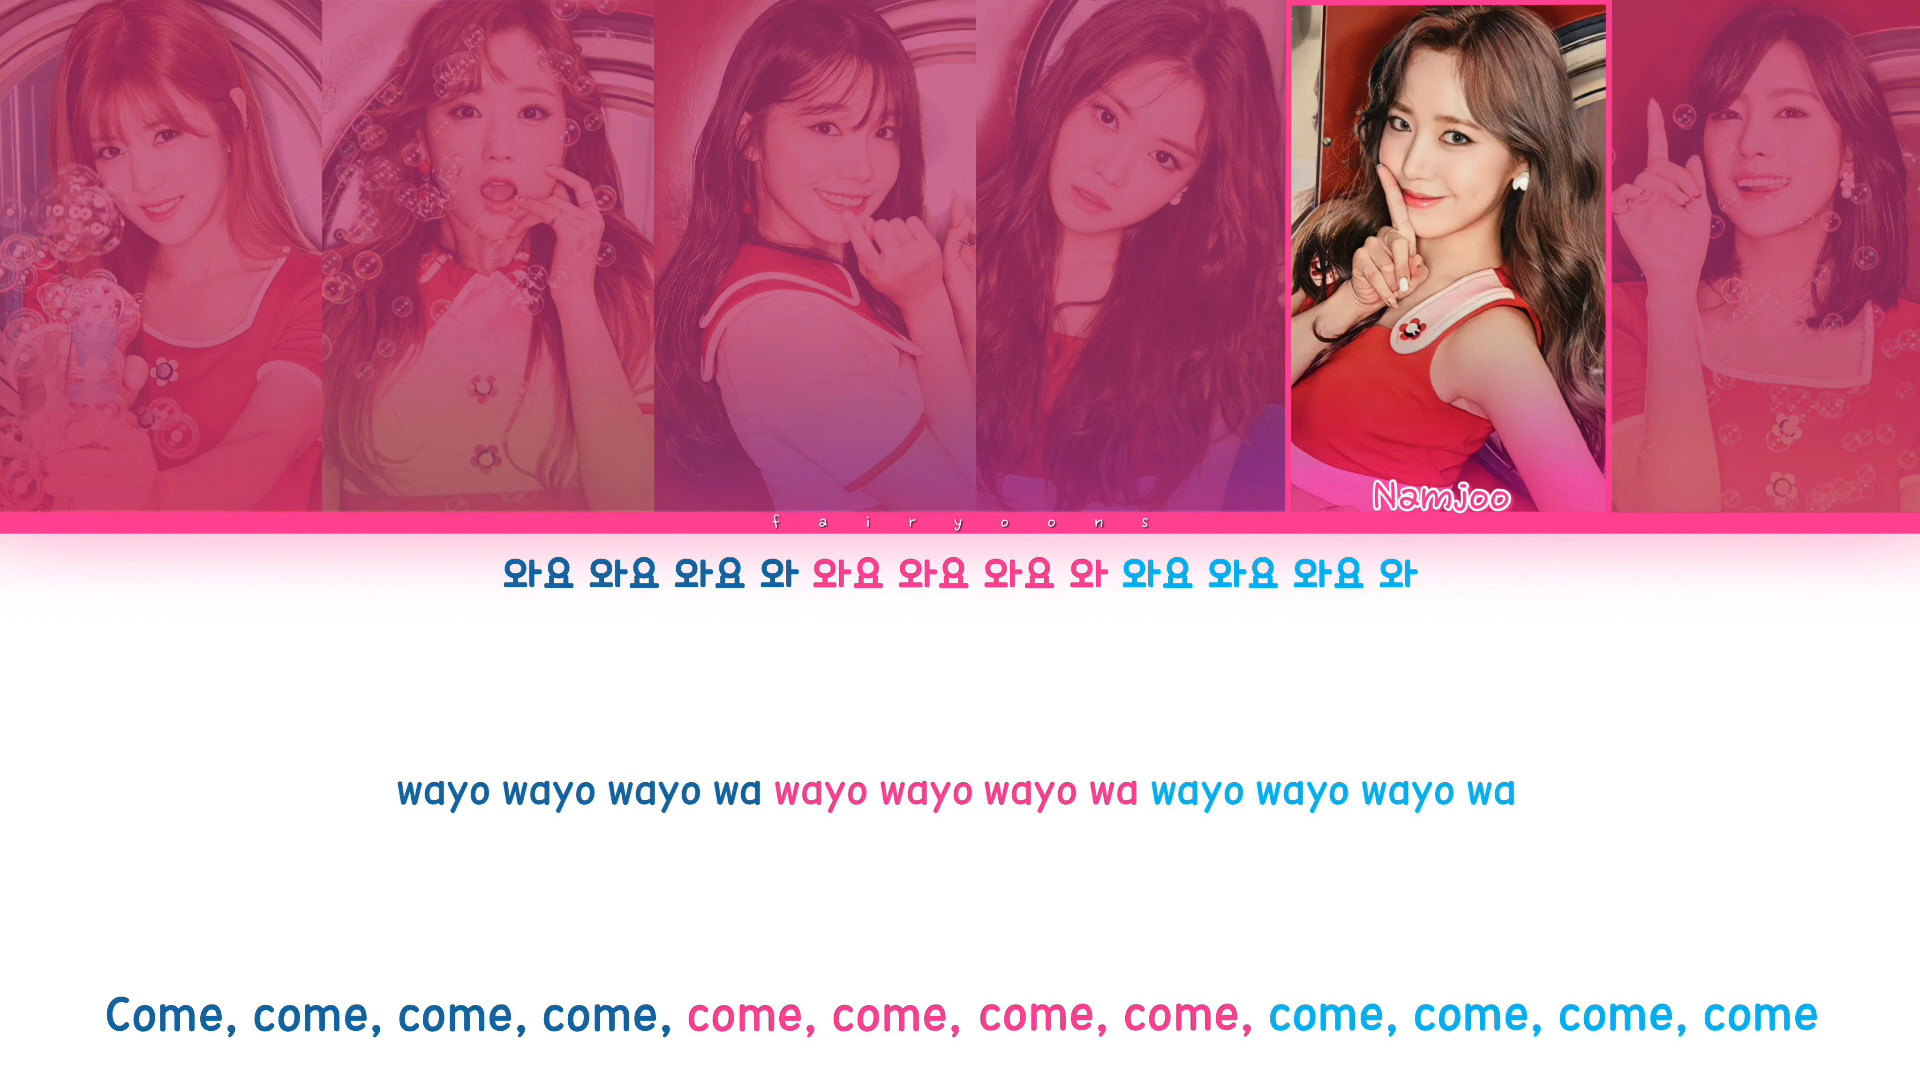 Namjoo
fairyoons
와요 와요 와요 와 와요 와요 와요 와 와요 와요 와요 와
wayo wayo wayo wa wayo wayo wayo wa wayo wayo wayo wa
Come, come, come, come, come, come, come, come, come, come, come, come